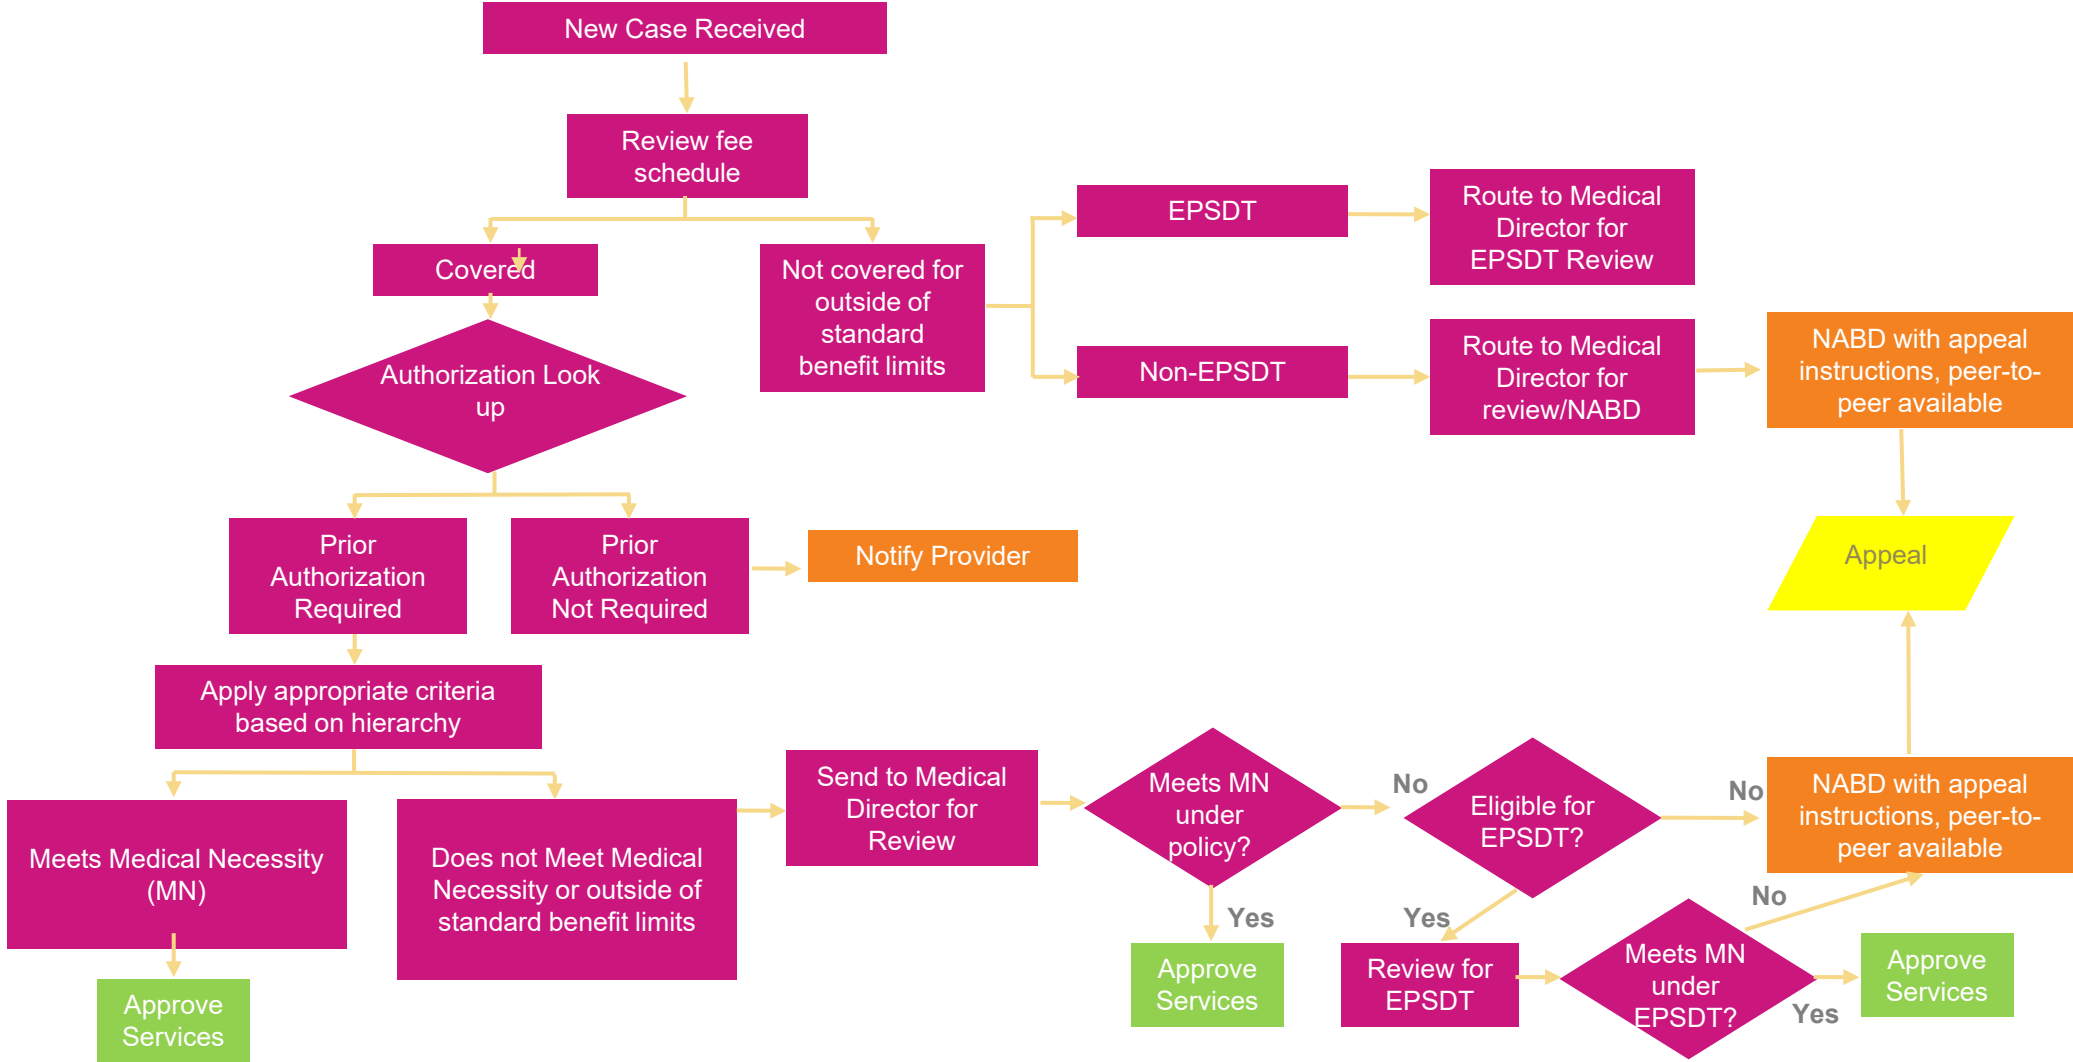 New Case Received
Review fee
schedule
Covered
Not covered for
outside of
standard
benefit limits
EPSDT
Route to Medical
Director for
EPSDT Review
Non-EPSDT
Route to Medical
Director for
review/NABD
NABD with appeal
instructions, peer-to-
peer available
Authorization Look
up
Appeal
Prior
Authorization
Required
Prior
Authorization
Not Required
Notify Provider
Apply appropriate criteria
based on hierarchy
Meets Medical Necessity
(MN)
Approve
Services
Does not Meet Medical
Necessity or outside of
standard benefit limits
Send to Medical
Director for
Review
Meets MN
under
policy?
No
Yes
Approve
Services
Eligible for
EPSDT?
No
Yes
NABD with appeal
instructions, peer-to-
peer available
Review for
EPSDT
Meets MN
under
EPSDT?
No
Yes
Approve
Services